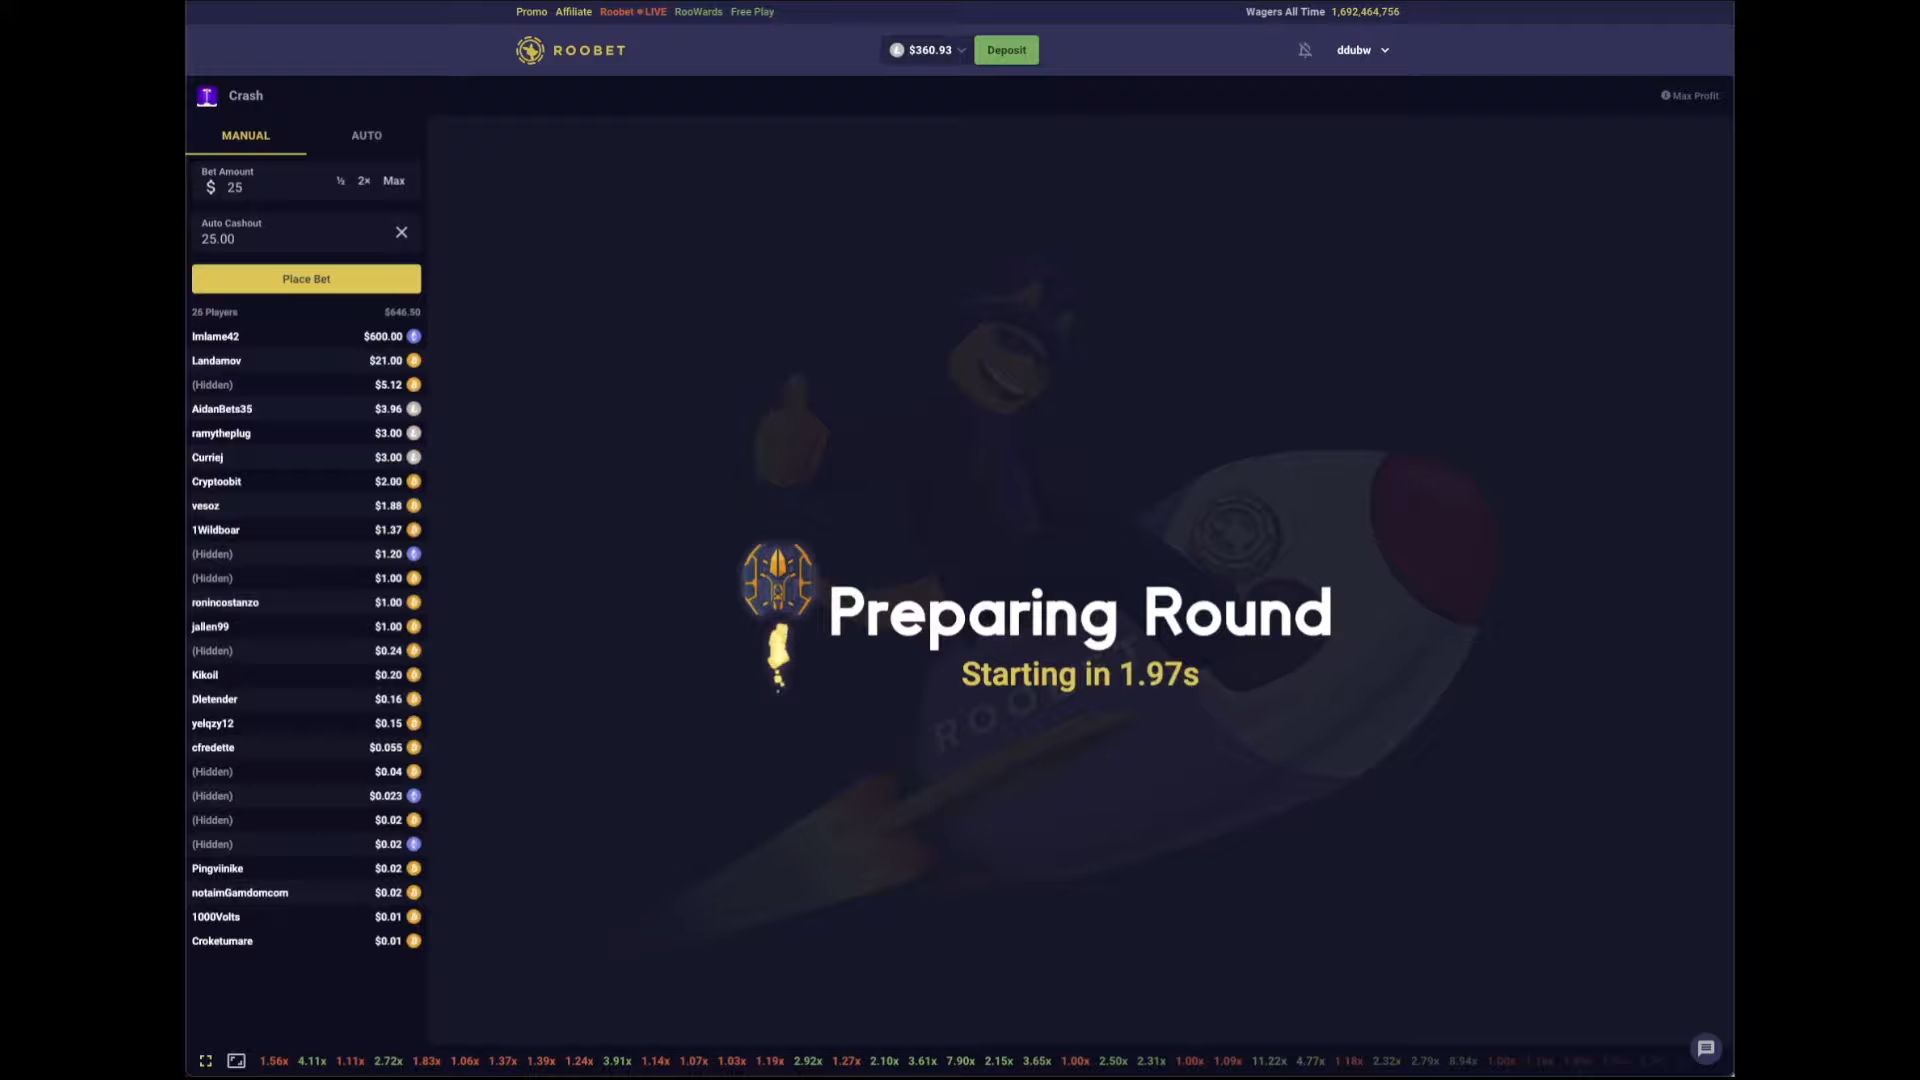 Promo Affiliate Roobet LIVE RooWards Free Play
Wagers All Time 1,692,464,756
ROOBET
$360.93
Deposit
ddubw
Crash
Max Profit
MANUAL AUTO
Bet Amount
$ 25
½ 2× Max
Auto Cashout
25.00
Place Bet
26 Players $646.50
Imlame42 $600.00
Landamov $21.00
(Hidden) $5.12
AidanBets35 $3.96
ramytheplug $3.00
Curriej $3.00
Cryptoobit $2.00
vesoz $1.88
1Wildboar $1.37
(Hidden) $1.20
(Hidden) $1.00
ronincostanzo $1.00
jallen99 $1.00
(Hidden) $0.24
Kikoil $0.20
Dletender $0.16
yelqzy12 $0.15
cfredette $0.055
(Hidden) $0.04
(Hidden) $0.023
(Hidden) $0.02
(Hidden) $0.02
Pingviinike $0.02
notaimGamdomcom $0.02
1000Volts $0.01
Croketumare $0.01
Preparing Round
Starting in 1.97s
ROOB
1.56x 4.11x 1.11x 2.72x 1.83x 1.06x 1.37x 1.39x 1.24x 3.91x 1.14x 1.07x 1.03x 1.19x 2.92x 1.27x 2.10x 3.61x 7.90x 2.15x 3.65x 1.00x 2.50x 2.31x 1.00x 1.09x 11.22x 4.77x 1.18x 2.32x 2.79x 8.94x 1.00x